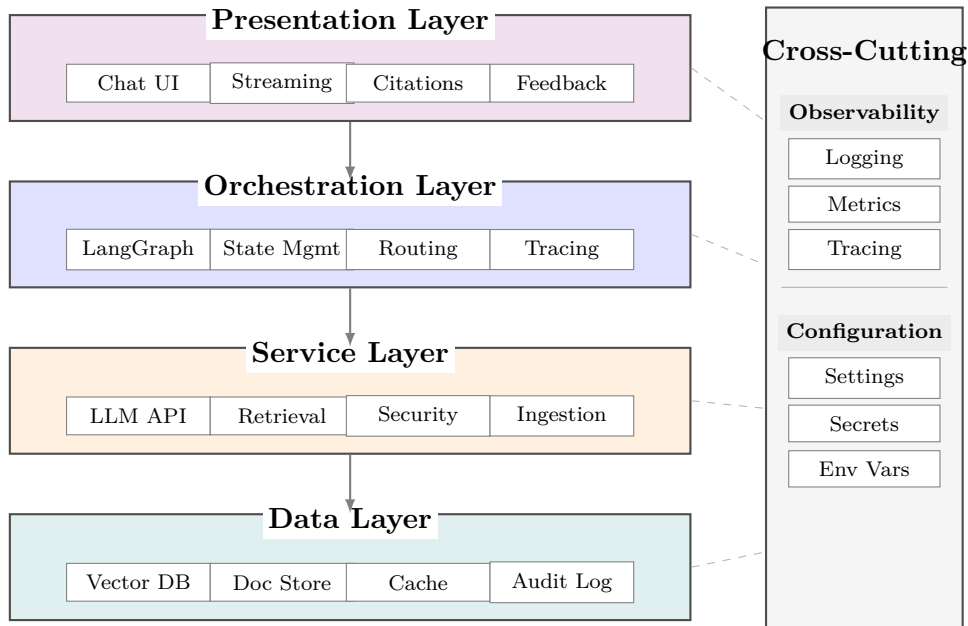 Presentation Layer
Chat UI
Streaming
Citations
Feedback
Orchestration Layer
LangGraph
State Mgmt
Routing
Tracing
Service Layer
LLM API
Retrieval
Security
Ingestion
Data Layer
Vector DB
Doc Store
Cache
Audit Log
Cross-Cutting
Observability
Logging
Metrics
Tracing
Configuration
Settings
Secrets
Env Vars